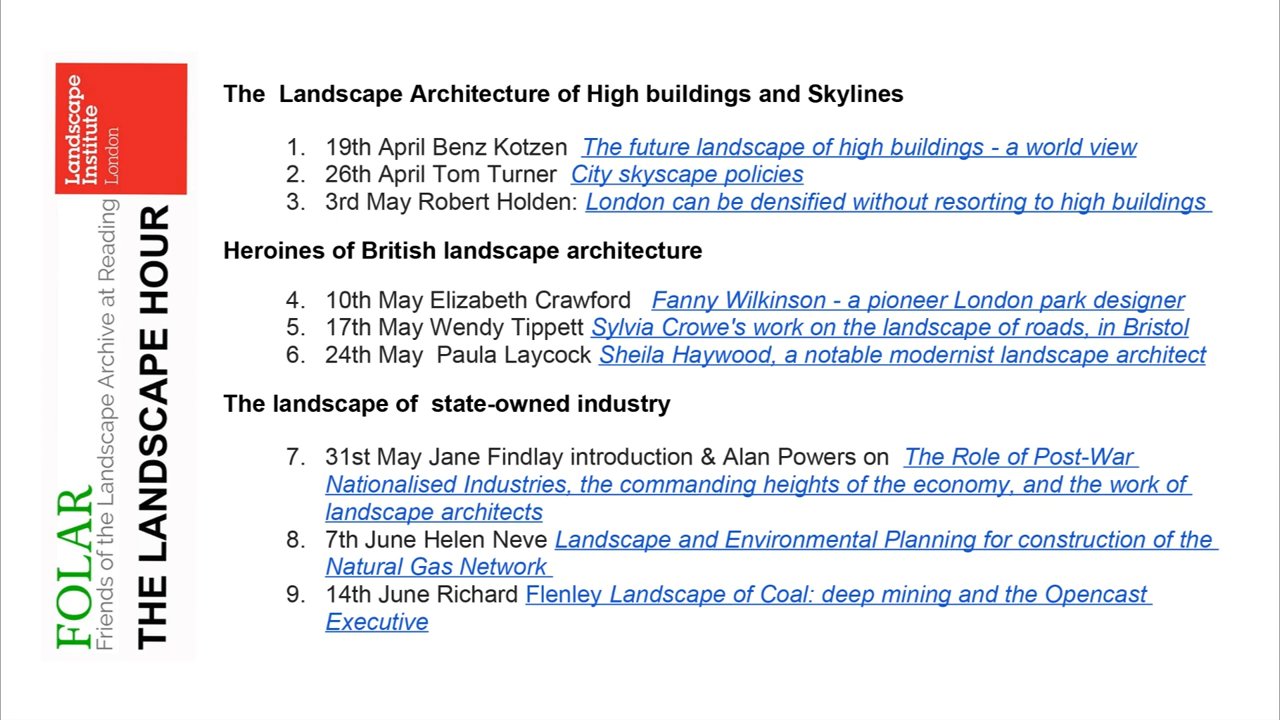 Landscape
Institute
London
FOLAR
Friends of the Landscape Archive at Reading
THE LANDSCAPE HOUR
The  Landscape Architecture of High buildings and Skylines
1. 19th April Benz Kotzen  The future landscape of high buildings - a world view
2. 26th April Tom Turner  City skyscape policies
3. 3rd May Robert Holden: London can be densified without resorting to high buildings
Heroines of British landscape architecture
4. 10th May Elizabeth Crawford   Fanny Wilkinson - a pioneer London park designer
5. 17th May Wendy Tippett Sylvia Crowe's work on the landscape of roads, in Bristol
6. 24th May  Paula Laycock Sheila Haywood, a notable modernist landscape architect
The landscape of  state-owned industry
7. 31st May Jane Findlay introduction & Alan Powers on  The Role of Post-War
Nationalised Industries, the commanding heights of the economy, and the work of
landscape architects
8. 7th June Helen Neve Landscape and Environmental Planning for construction of the
Natural Gas Network
9. 14th June Richard Flenley Landscape of Coal: deep mining and the Opencast
Executive